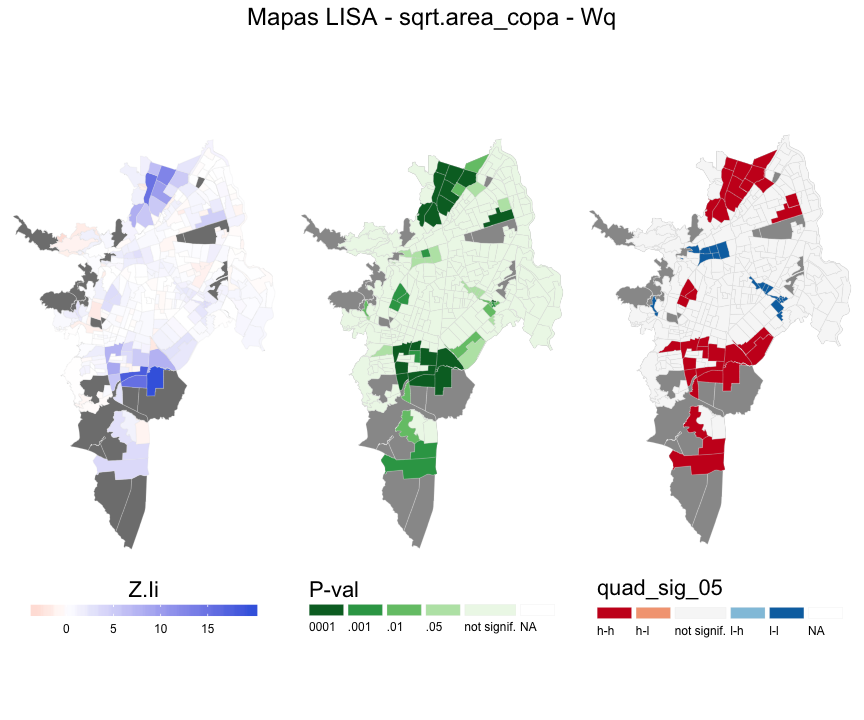 Mapas LISA - sqrt.area_copa - Wq
Z.li
0 5 10 15
P-val
0001 .001 .01 .05 not signif. NA
quad_sig_05
h-h h-l not signif. l-h l-l NA